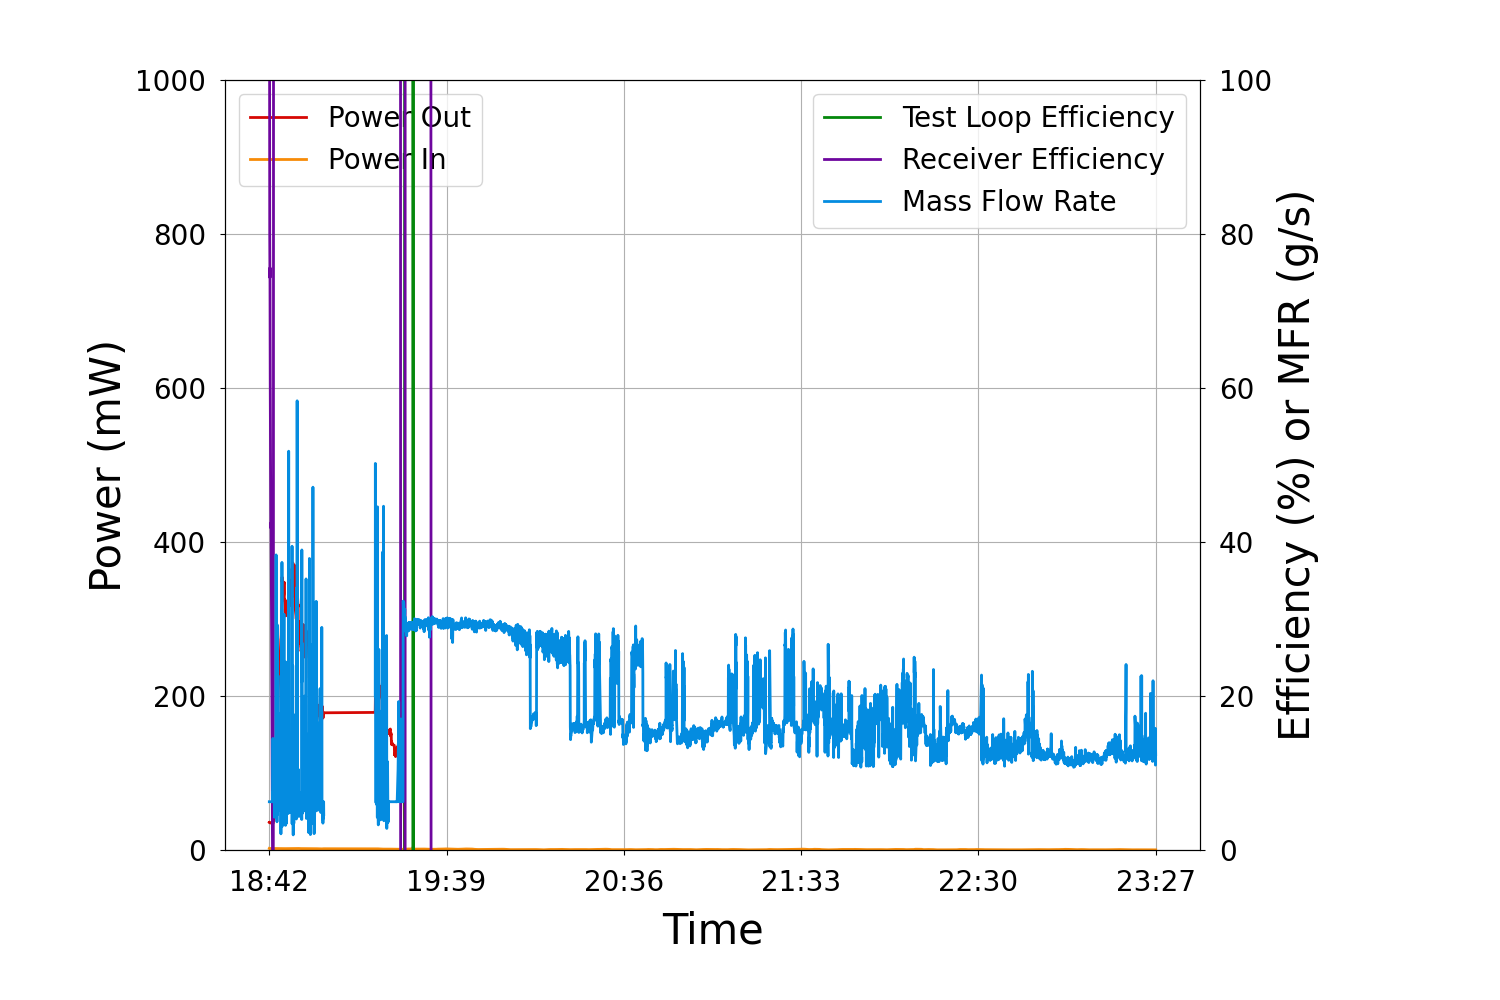 1000
800
600
400
200
0
Power (mW)
Power Out
Power In
Test Loop Efficiency
Receiver Efficiency
Mass Flow Rate
100
80
60
40
20
0
Efficiency (%) or MFR (g/s)
18:42 19:39 20:36 21:33 22:30 23:27
Time